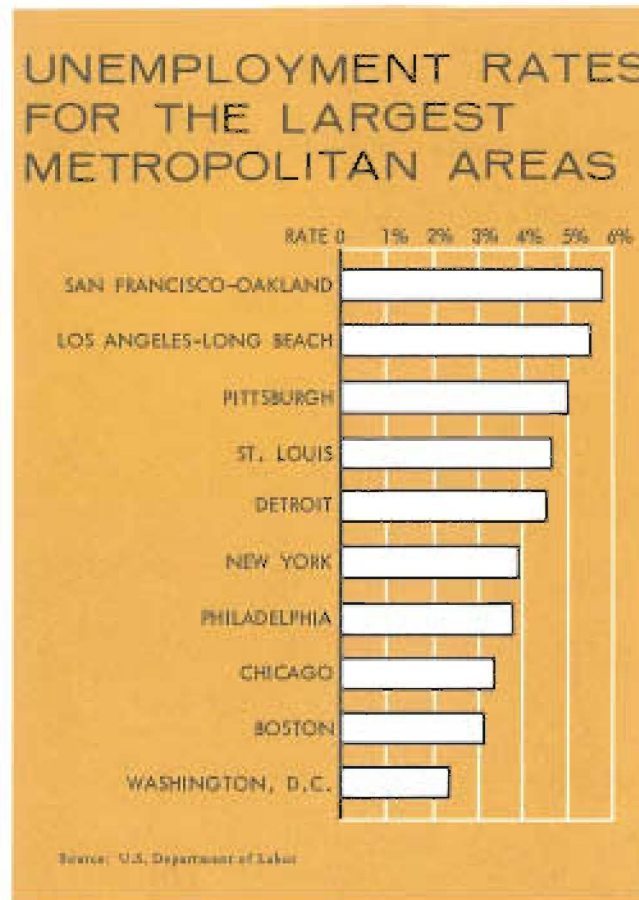 UNEMPLOYMENT RATES
FOR THE LARGEST
METROPOLITAN AREAS
RATE 0 1% 2% 3% 4% 5% 6%
SAN FRANCISCO-OAKLAND
LOS ANGELES-LONG BEACH
PITTSBURGH
ST. LOUIS
DETROIT
NEW YORK
PHILADELPHIA
CHICAGO
BOSTON
WASHINGTON, D.C.
Source: U.S. Department of Labor